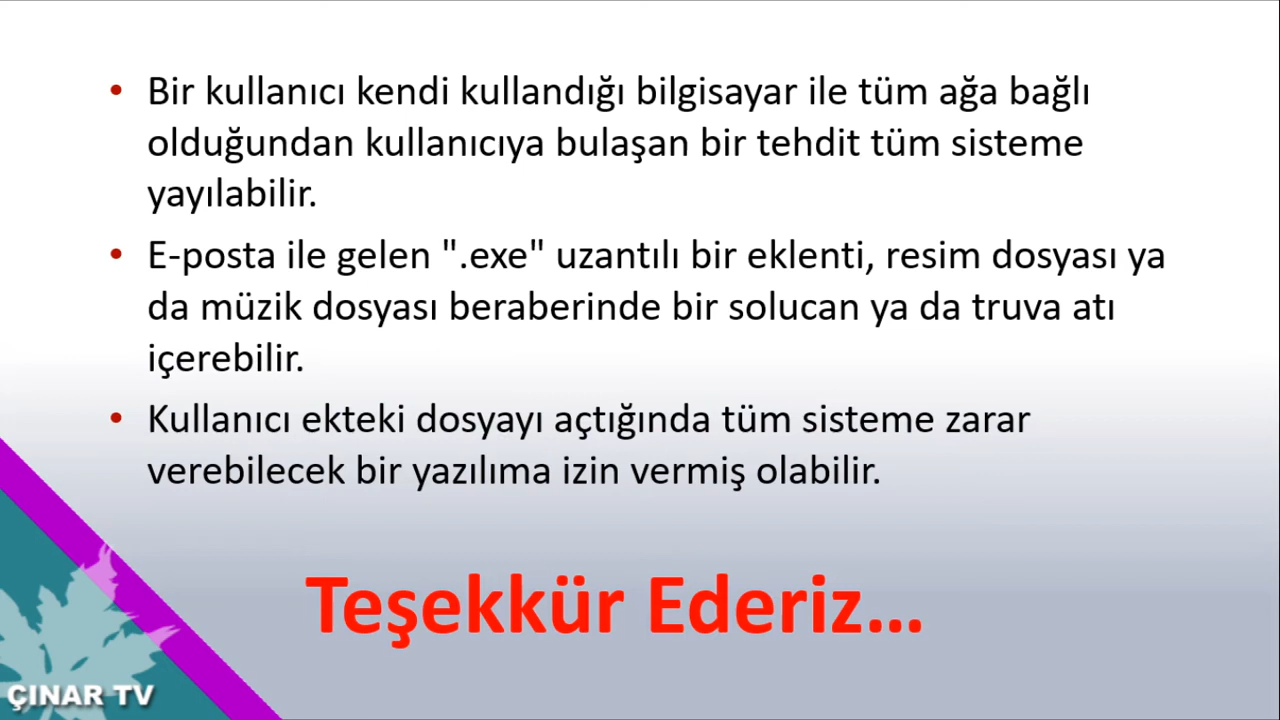 • Bir kullanıcı kendi kullandığı bilgisayar ile tüm ağa bağlı
olduğundan kullanıcıya bulaşan bir tehdit tüm sisteme
yayılabilir.
• E-posta ile gelen ".exe" uzantılı bir eklenti, resim dosyası ya
da müzik dosyası beraberinde bir solucan ya da truva atı
içerebilir.
• Kullanıcı ekteki dosyayı açtığında tüm sisteme zarar
verebilecek bir yazılıma izin vermiş olabilir.
Teşekkür Ederiz...
ÇINAR TV